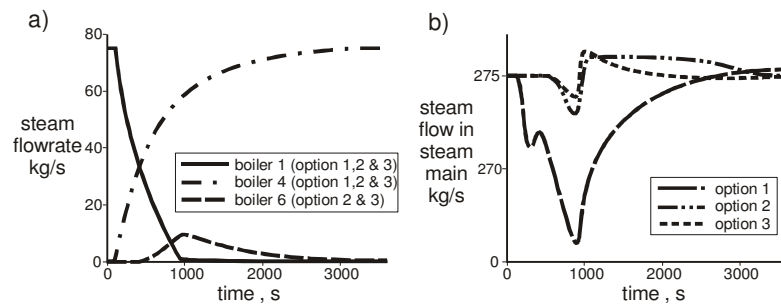 a)
80
60
40
20
0
steam
flowrate
kg/s
boiler 1 (option 1,2 & 3)
boiler 4 (option 1,2 & 3)
boiler 6 (option 2 & 3)
0 1000 2000 3000
time , s
b)
275
270
steam
flow in
steam
main
kg/s
option 1
option 2
option 3
0 1000 2000 3000
time , s